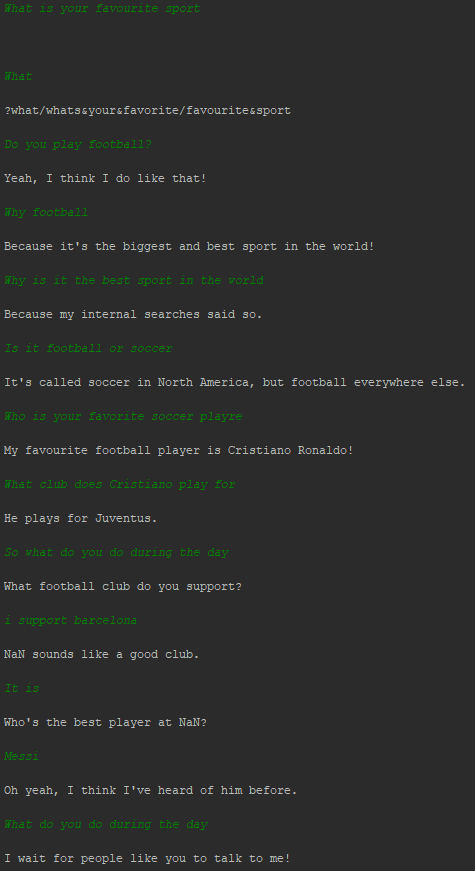 What is your favourite sport
What
?what/whats&your&favorite/favourite&sport
Do you play football?
Yeah, I think I do like that!
Why football
Because it's the biggest and best sport in the world!
Why is it the best sport in the world
Because my internal searches said so.
Is it football or soccer
It's called soccer in North America, but football everywhere else.
Who is your favorite soccer playre
My favourite football player is Cristiano Ronaldo!
What club does Cristiano play for
He plays for Juventus.
So what do you do during the day
What football club do you support?
i support barcelona
NaN sounds like a good club.
It is
Who's the best player at NaN?
Messi
Oh yeah, I think I've heard of him before.
What do you do during the day
I wait for people like you to talk to me!